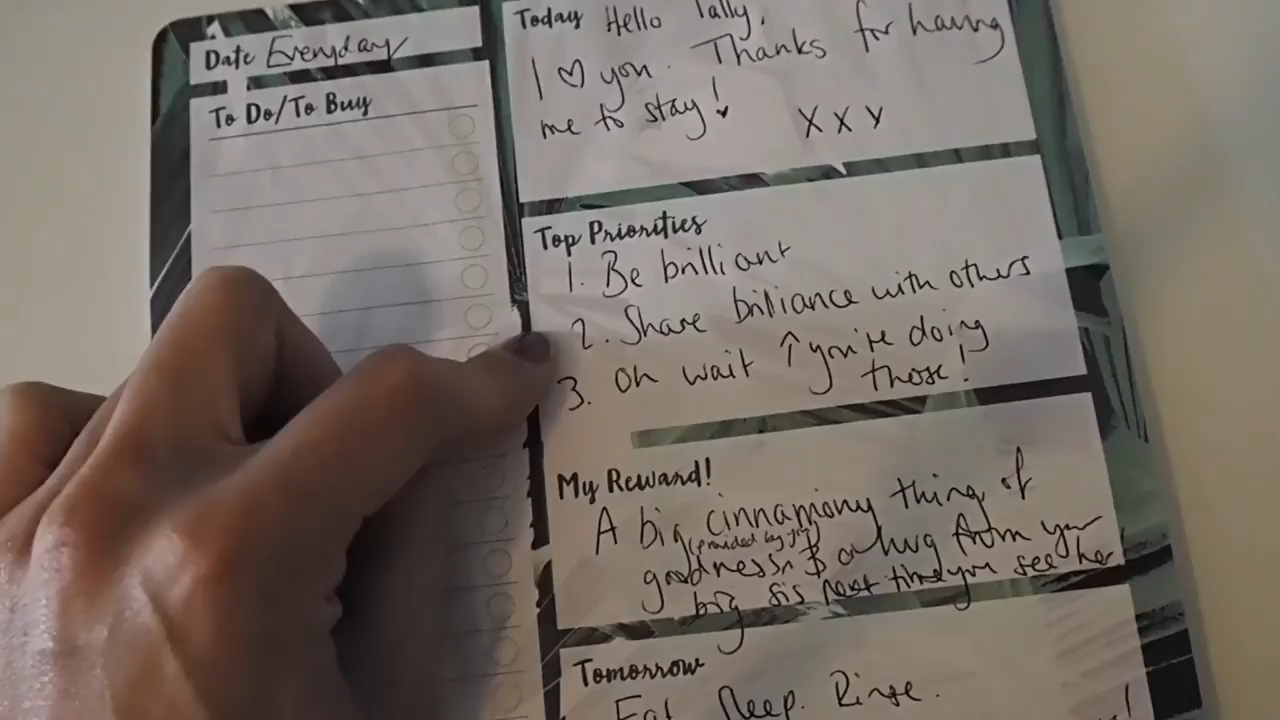 Date Everyday
To Do/To Buy
Today Hello Tally,
I ♡ you. Thanks for having
me to stay!
X X Y
Top Priorities
1. Be brilliant
2. Share brilliance with others
3. Oh wait ↑ you're doing
those!
My Reward!
A big cinnamony thing of
(provided by
goodness & a hug from your
big sis next time you see her!
Tomorrow
Eat. Sleep. Rinse.